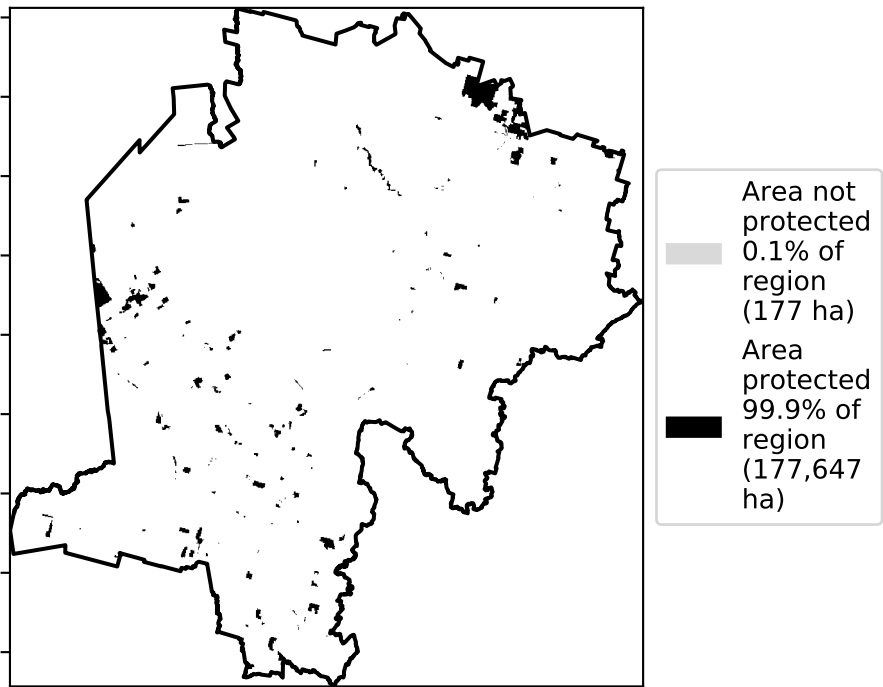 Area not
protected
0.1% of
region
(177 ha)
Area
protected
99.9% of
region
(177,647
ha)